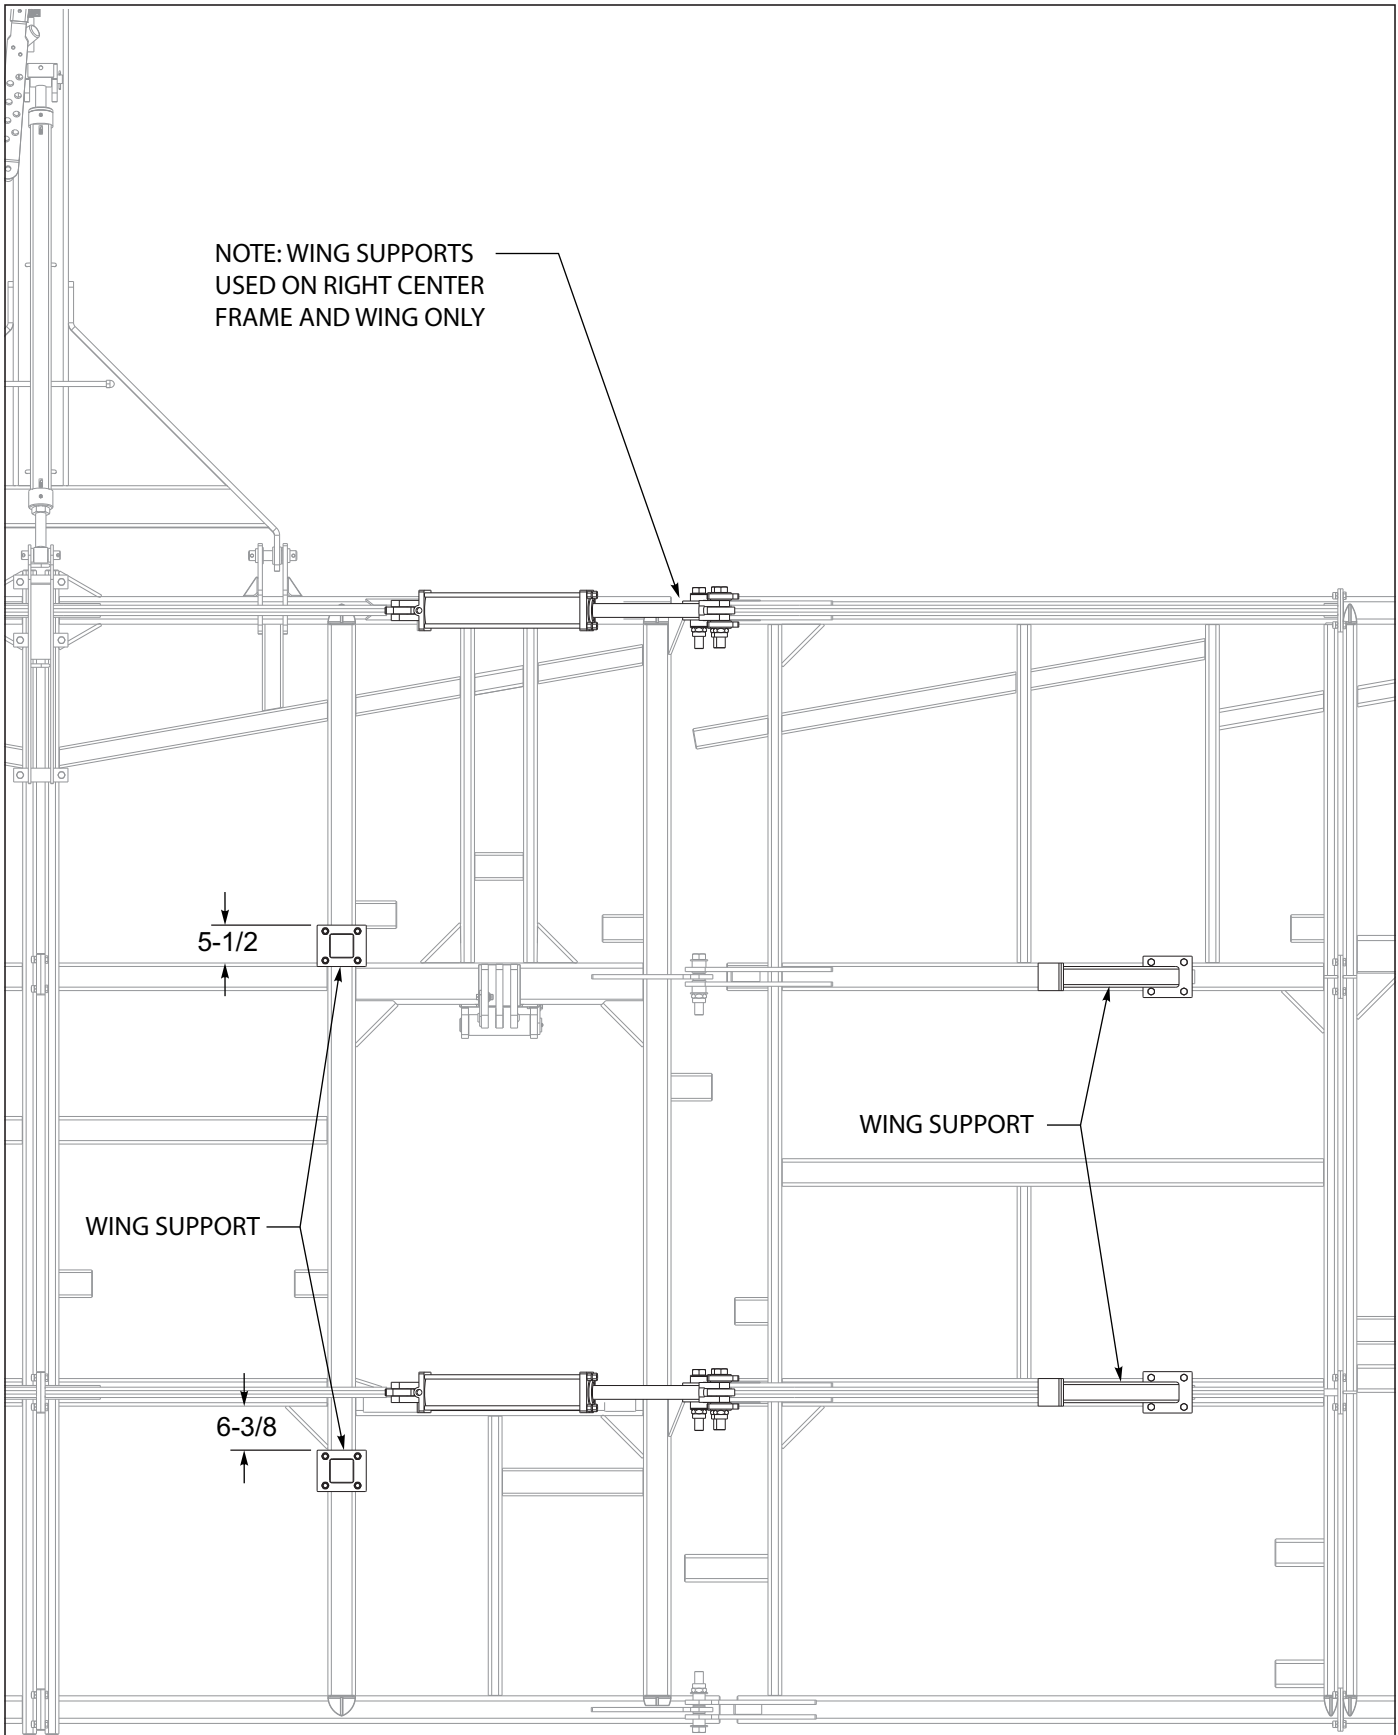 NOTE: WING SUPPORTS
USED ON RIGHT CENTER
FRAME AND WING ONLY
5-1/2
WING SUPPORT
WING SUPPORT
6-3/8